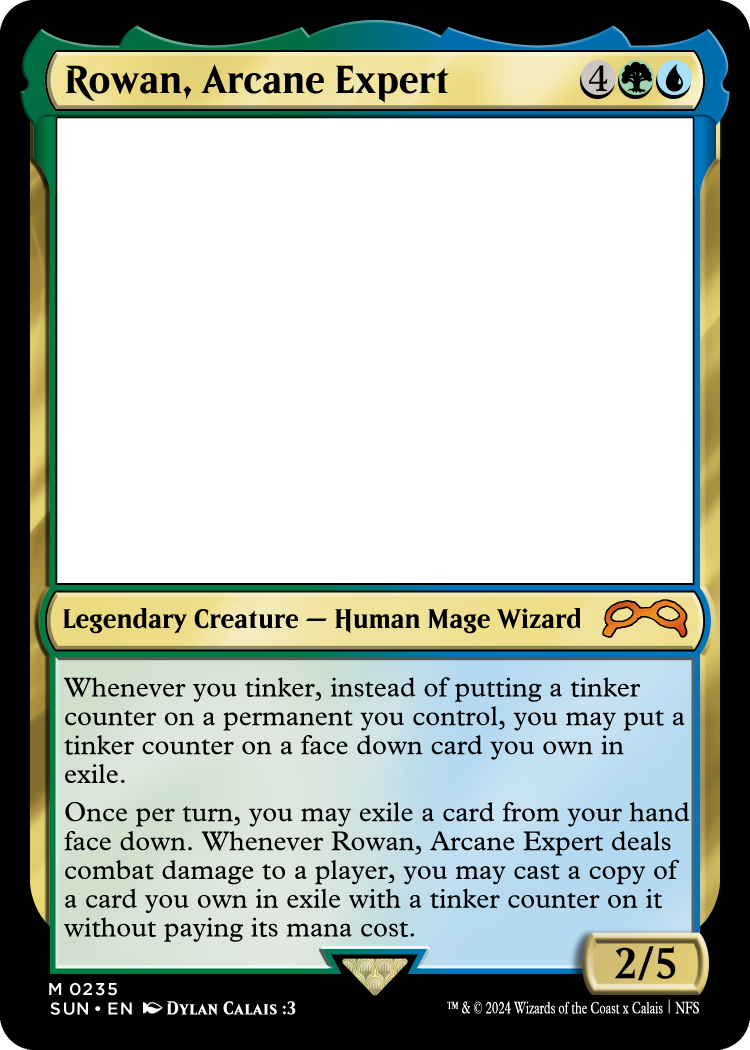 Rowan, Arcane Expert 4
Legendary Creature — Human Mage Wizard
Whenever you tinker, instead of putting a tinker
counter on a permanent you control, you may put a
tinker counter on a face down card you own in
exile.
Once per turn, you may exile a card from your hand
face down. Whenever Rowan, Arcane Expert deals
combat damage to a player, you may cast a copy of
a card you own in exile with a tinker counter on it
without paying its mana cost.
2/5
M 0235
SUN • EN Dylan Calais :3
™ & © 2024 Wizards of the Coast x Calais | NFS